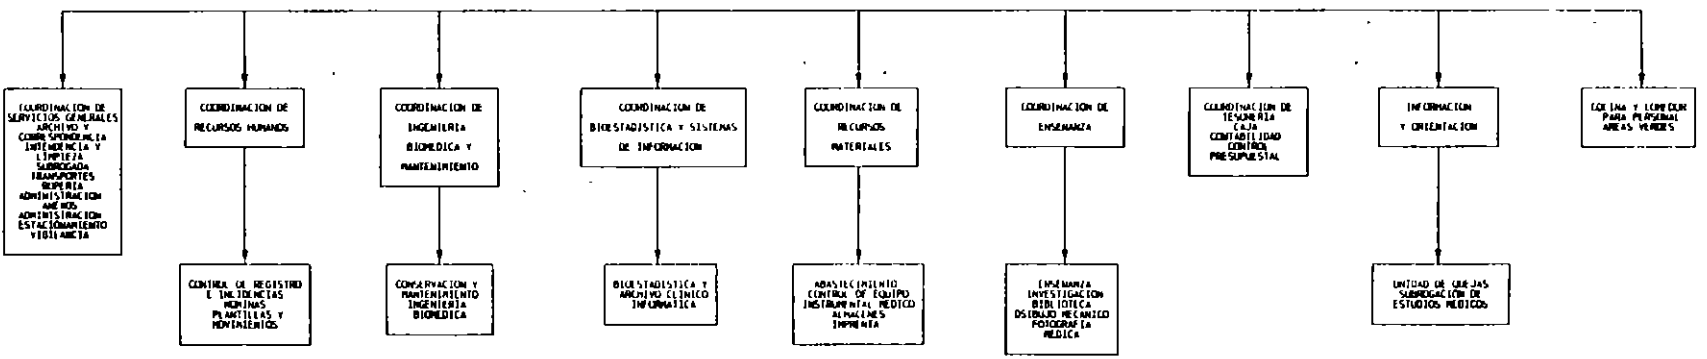 COORDINACION DE
SERVICIOS GENERALES
ARCHIVO Y
CORRESPONDENCIA
INTENDENCIA Y
LIMPIEZA
SUBROGADA
TRANSPORTES
ROPERIA
ADMINISTRACION
ANEXOS
ADMINISTRACION
ESTACIONAMIENTO
VIGILANCIA
COORDINACION DE
RECURSOS HUMANOS
COORDINACION DE
INGENIERIA
BIOMEDICA Y
MANTENIMIENTO
COORDINACION DE
BIOESTADISTICA Y SISTEMAS
DE INFORMACION
COORDINACION DE
RECURSOS
MATERIALES
COORDINACION DE
ENSEÑANZA
COORDINACION DE
TESORERIA
CAJA
CONTABILIDAD
CONTROL
PRESUPUESTAL
INFORMACION
Y ORIENTACION
COCINA Y COMEDOR
PARA PERSONAL
AREAS VERDES
CONTROL DE REGISTRO
E INCIDENCIAS
NOMINAS
PLANTILLAS Y
MOVIMIENTOS
CONSERVACION Y
MANTENIMIENTO
INGENIERIA
BIOMEDICA
BIOESTADISTICA Y
ARCHIVO CLINICO
INFORMATICA
ABASTECIMIENTO
CONTROL DE EQUIPO
INSTRUMENTAL MEDICO
ALMACENES
IMPRENTA
ENSEÑANZA
INVESTIGACION
BIBLIOTECA
DSIBUJO MECANICO
FOTOGRAFIA
MEDICA
UNIDAD DE QUEJAS
SUBROGACION DE
ESTUDIOS MEDICOS